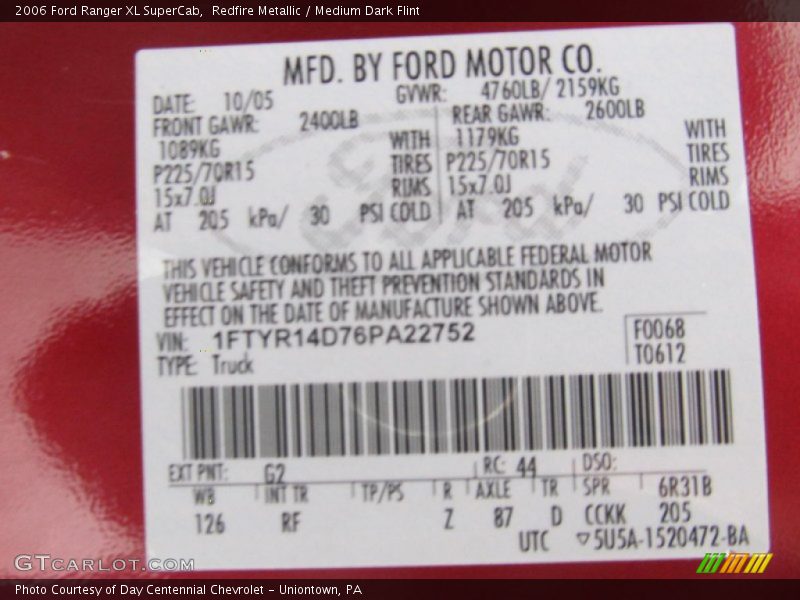 2006 Ford Ranger XL SuperCab,  Redfire Metallic / Medium Dark Flint
MFD. BY FORD MOTOR CO.
DATE: 10/05 GVWR: 4760LB/ 2159KG
FRONT GAWR: 2400LB REAR GAWR: 2600LB
1089KG WITH 1179KG WITH
P225/70R15 TIRES P225/70R15 TIRES
15x7.0J RIMS 15x7.0J RIMS
AT 205 kPa/ 30 PSI COLD AT 205 kPa/ 30 PSI COLD
THIS VEHICLE CONFORMS TO ALL APPLICABLE FEDERAL MOTOR
VEHICLE SAFETY AND THEFT PREVENTION STANDARDS IN
EFFECT ON THE DATE OF MANUFACTURE SHOWN ABOVE.
VIN: 1FTYR14D76PA22752 F0068
TYPE: Truck T0612
EXT PNT: G2 RC: 44 DSO:
WB INT TR TP/PS R AXLE TR SPR 6R31B
126 RF Z 87 D CCKK 205
UTC ▽5U5A-1520472-BA
GTCarLot.com
Photo Courtesy of Day Centennial Chevrolet - Uniontown, PA